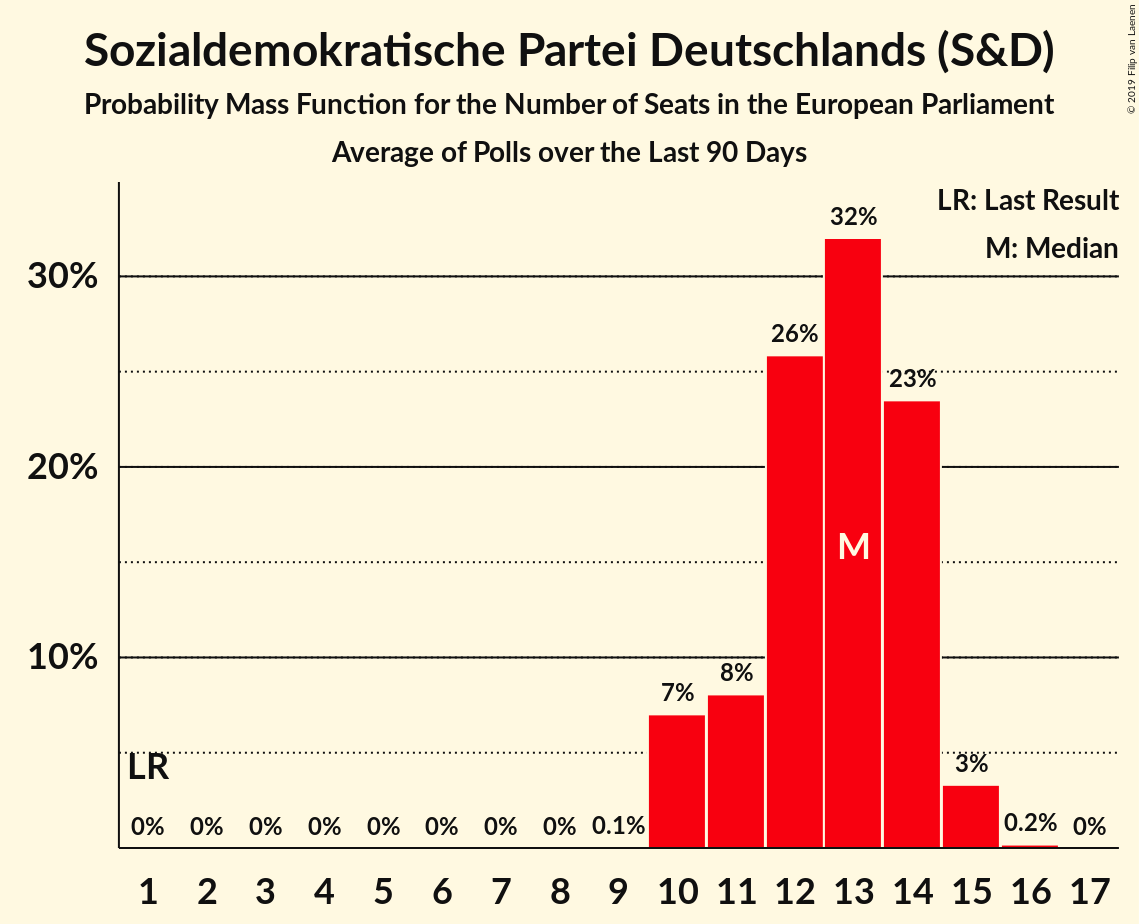 Sozialdemokratische Partei Deutschlands (S&D)
Probability Mass Function for the Number of Seats in the European Parliament
Average of Polls over the Last 90 Days
© 2019 Filip van Laenen
LR: Last Result
M: Median
32%
30%
26%
23%
20%
M
10%
8%
7%
LR
3%
0% 0% 0% 0% 0% 0% 0% 0% 0.1% 0.2% 0%
1 2 3 4 5 6 7 8 9 10 11 12 13 14 15 16 17